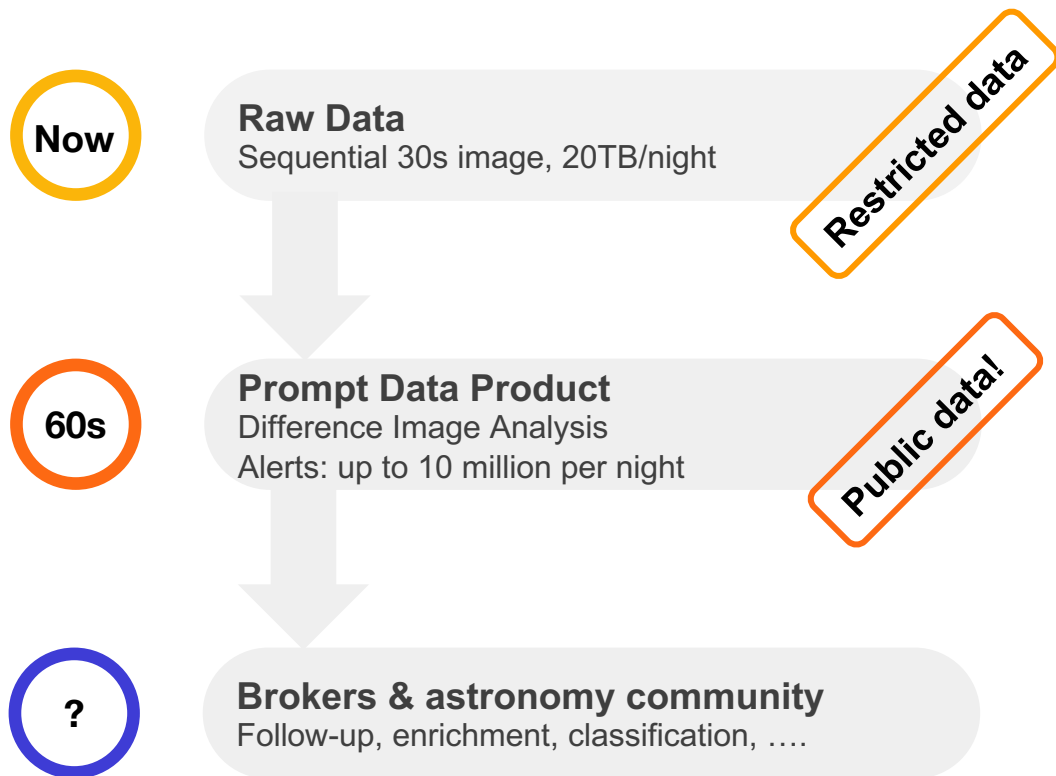 Now
Raw Data
Sequential 30s image, 20TB/night
Restricted data
60s
Prompt Data Product
Difference Image Analysis
Alerts: up to 10 million per night
Public data!
?
Brokers & astronomy community
Follow-up, enrichment, classification, ….